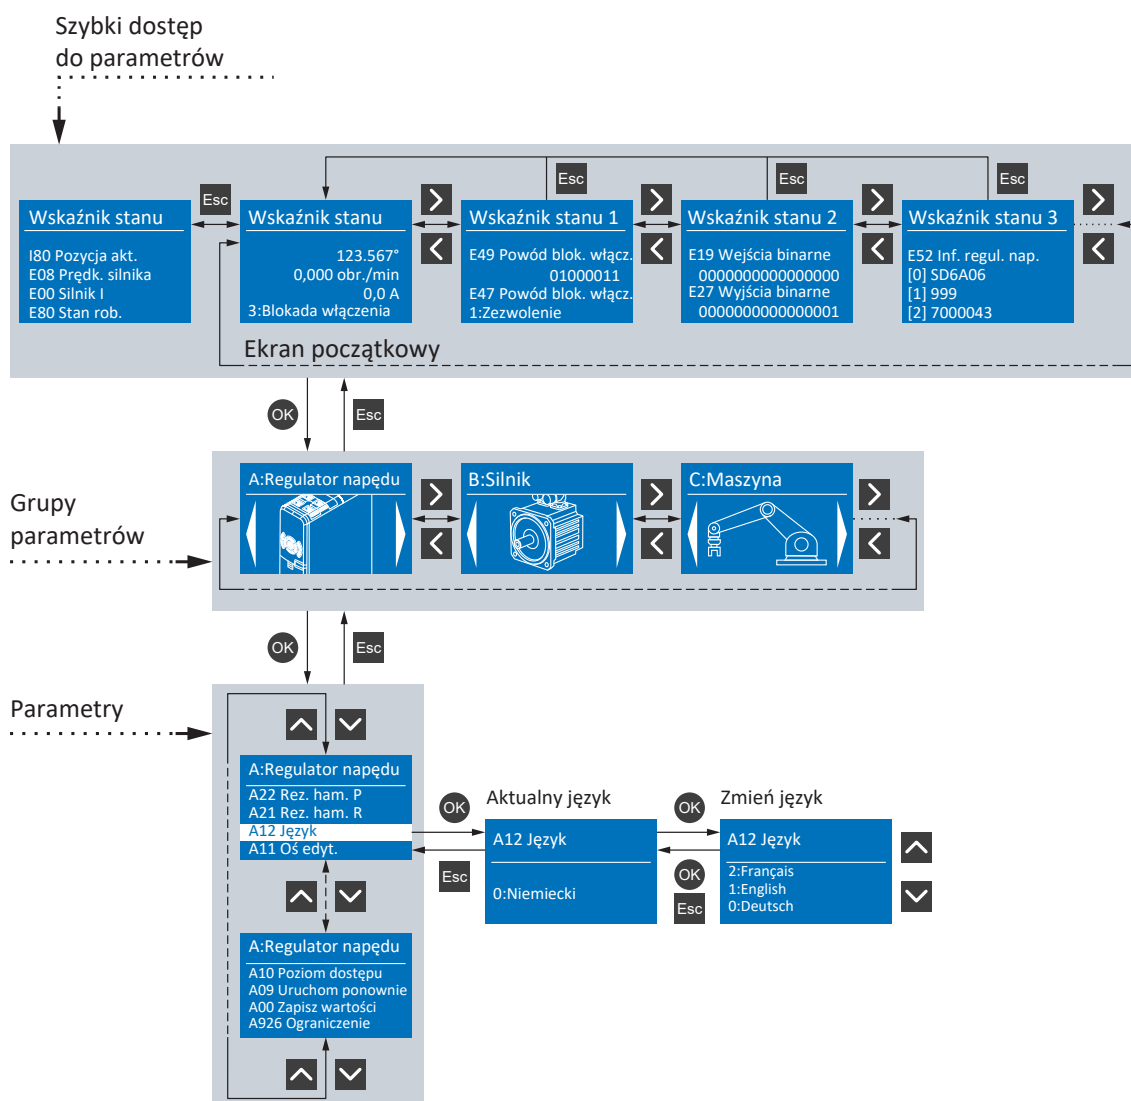 Szybki dostęp
do parametrów
Esc
Esc
Esc
Esc
Wskaźnik stanu
I80 Pozycja akt.
E08 Prędk. silnika
E00 Silnik I
E80 Stan rob.
Wskaźnik stanu
123.567°
0,000 obr./min
0,0 A
3:Blokada włączenia
Wskaźnik stanu 1
E49 Powód blok. włącz.
01000011
E47 Powód blok. włącz.
1:Zezwolenie
Wskaźnik stanu 2
E19 Wejścia binarne
0000000000000000
E27 Wyjścia binarne
0000000000000001
Wskaźnik stanu 3
E52 Inf. regul. nap.
[0] SD6A06
[1] 999
[2] 7000043
Ekran początkowy
OK
Esc
Grupy
parametrów
A:Regulator napędu
B:Silnik
C:Maszyna
OK
Esc
Parametry
A:Regulator napędu
A22 Rez. ham. P
A21 Rez. ham. R
A12 Język
A11 Oś edyt.
OK
Esc
Aktualny język
A12 Język
0:Niemiecki
OK
OK
Esc
Zmień język
A12 Język
2:Français
1:English
0:Deutsch
A:Regulator napędu
A10 Poziom dostępu
A09 Uruchom ponownie
A00 Zapisz wartości
A926 Ograniczenie